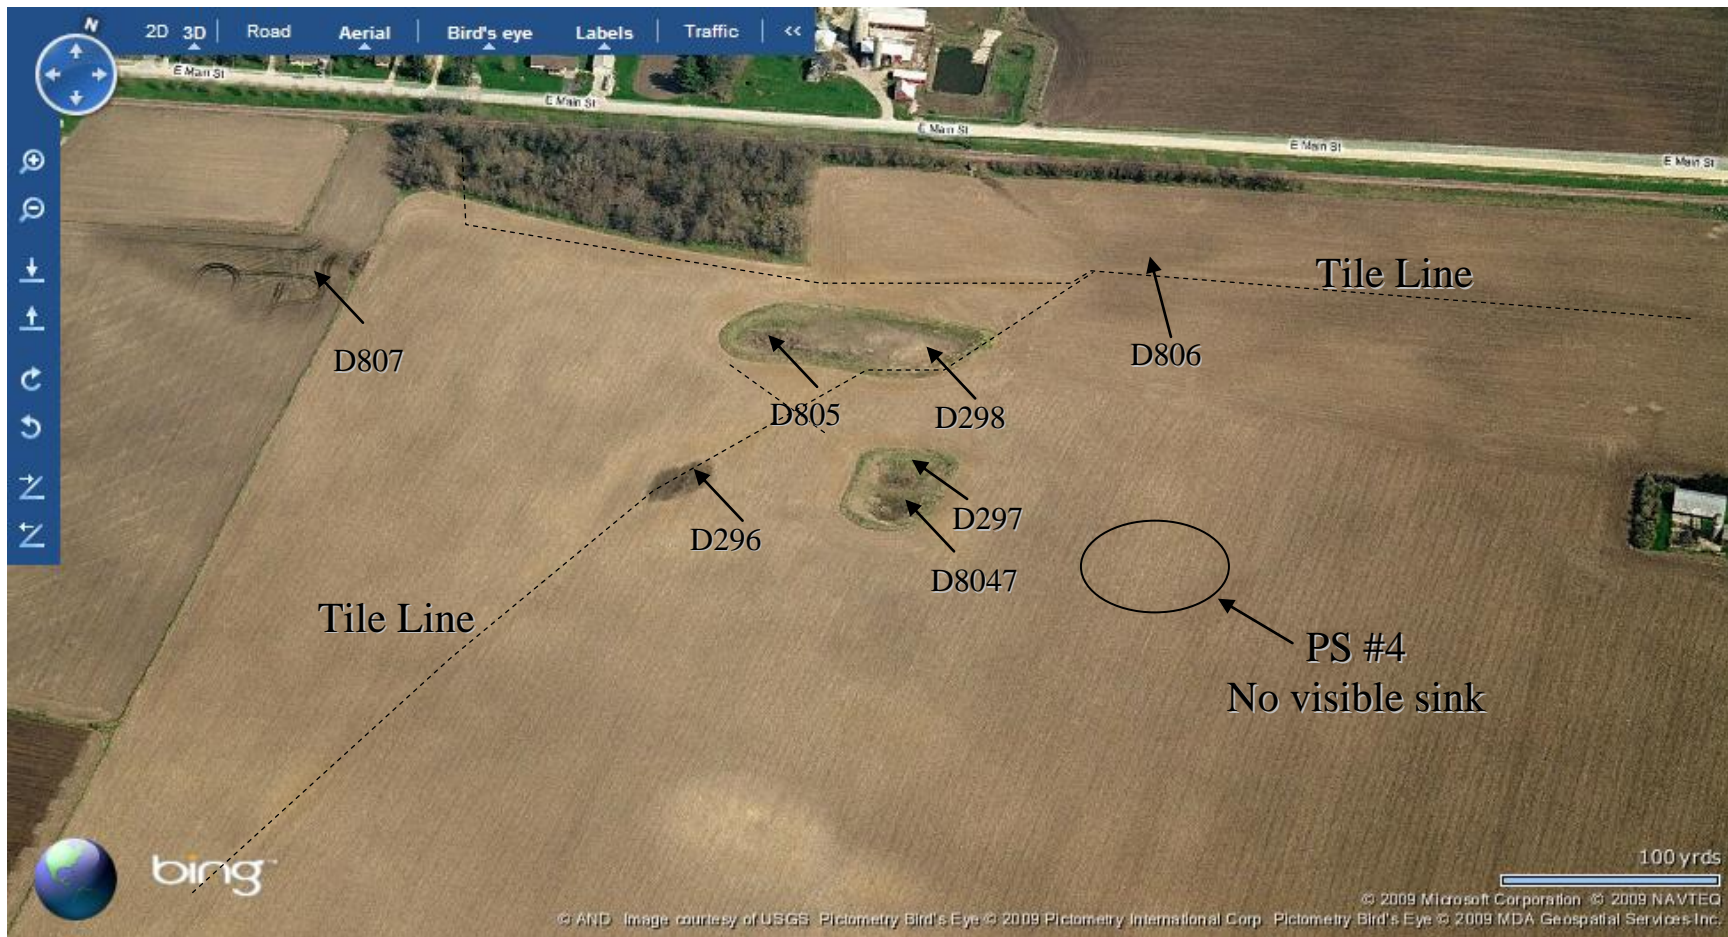 N
2D 3D Road Aerial Bird's eye Labels Traffic <<
E Main St
E Main St
E Main St
E Main St
E Main St
Tile Line
D807
D806
D805
D298
D297
D296
D8047
Tile Line
PS #4
No visible sink
100 yrds
bing™
© 2009 Microsoft Corporation © 2009 NAVTEQ
© AND Image courtesy of USGS Pictometry Bird's Eye © 2009 Pictometry International Corp Pictometry Bird's Eye © 2009 MDA Geospatial Services Inc.